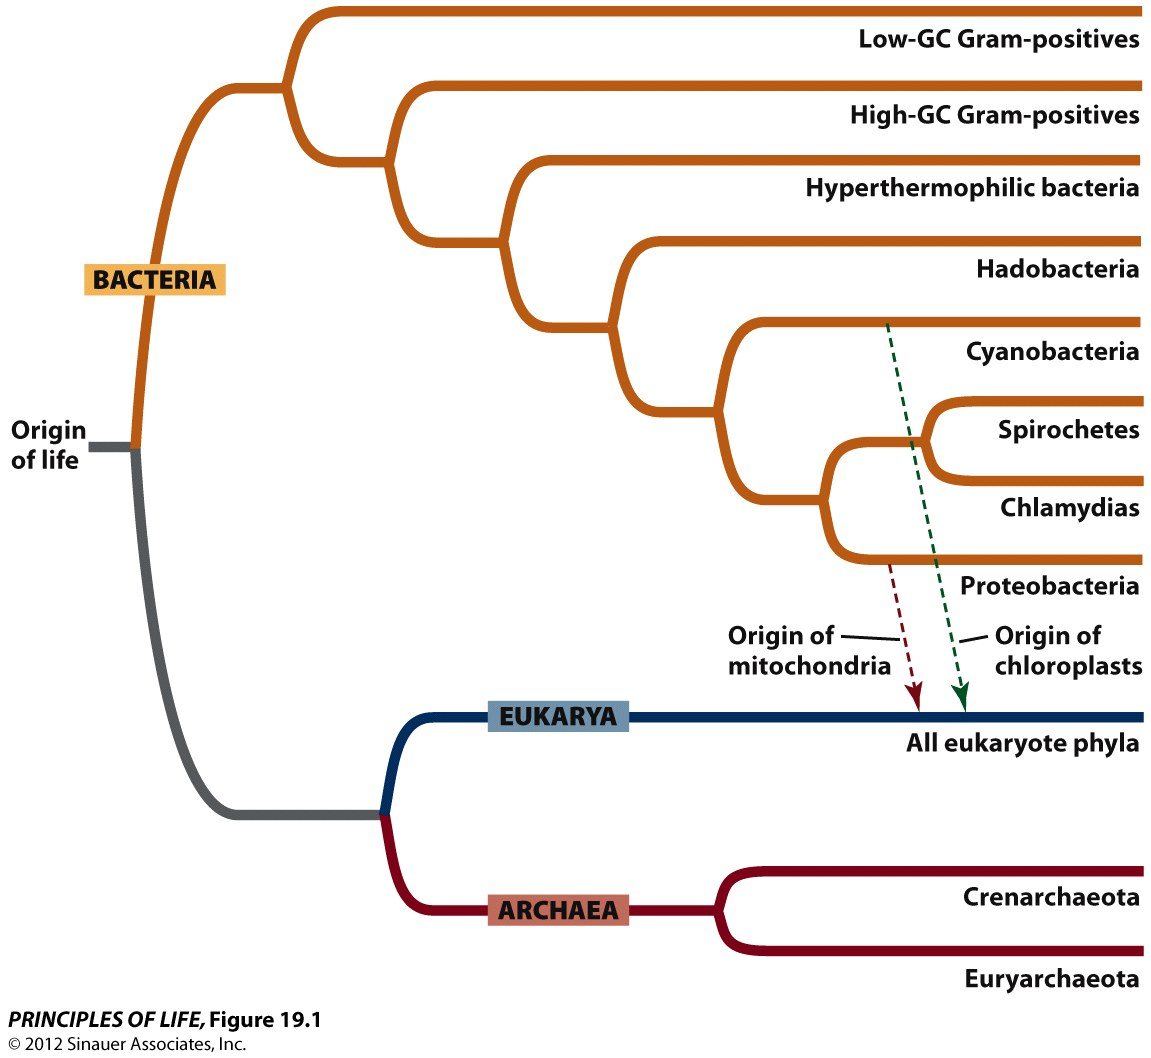 Low-GC Gram-positives
High-GC Gram-positives
Hyperthermophilic bacteria
BACTERIA
Hadobacteria
Cyanobacteria
Origin
of life
Spirochetes
Chlamydias
Proteobacteria
Origin of
mitochondria
Origin of
chloroplasts
EUKARYA
All eukaryote phyla
ARCHAEA
Crenarchaeota
Euryarchaeota
PRINCIPLES OF LIFE, Figure 19.1
© 2012 Sinauer Associates, Inc.